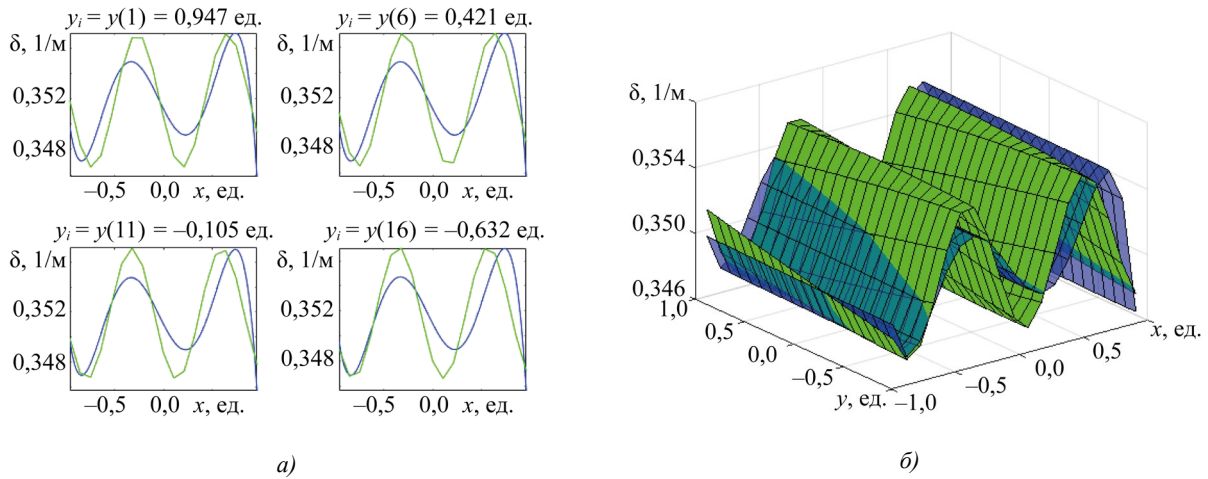 yᵢ = y(1) = 0,947 ед.
δ, 1/м
0,352
0,348
–0,5 0,0 x, ед.
yᵢ = y(6) = 0,421 ед.
δ, 1/м
0,352
0,348
–0,5 0,0 x, ед.
yᵢ = y(11) = –0,105 ед.
δ, 1/м
0,352
0,348
–0,5 0,0 x, ед.
yᵢ = y(16) = –0,632 ед.
δ, 1/м
0,352
0,348
–0,5 0,0 x, ед.
а)
δ, 1/м
0,354
0,350
0,346
1,0
0,5
0,0
–0,5
y, ед.
–1,0
–0,5
0,0
0,5
x, ед.
б)